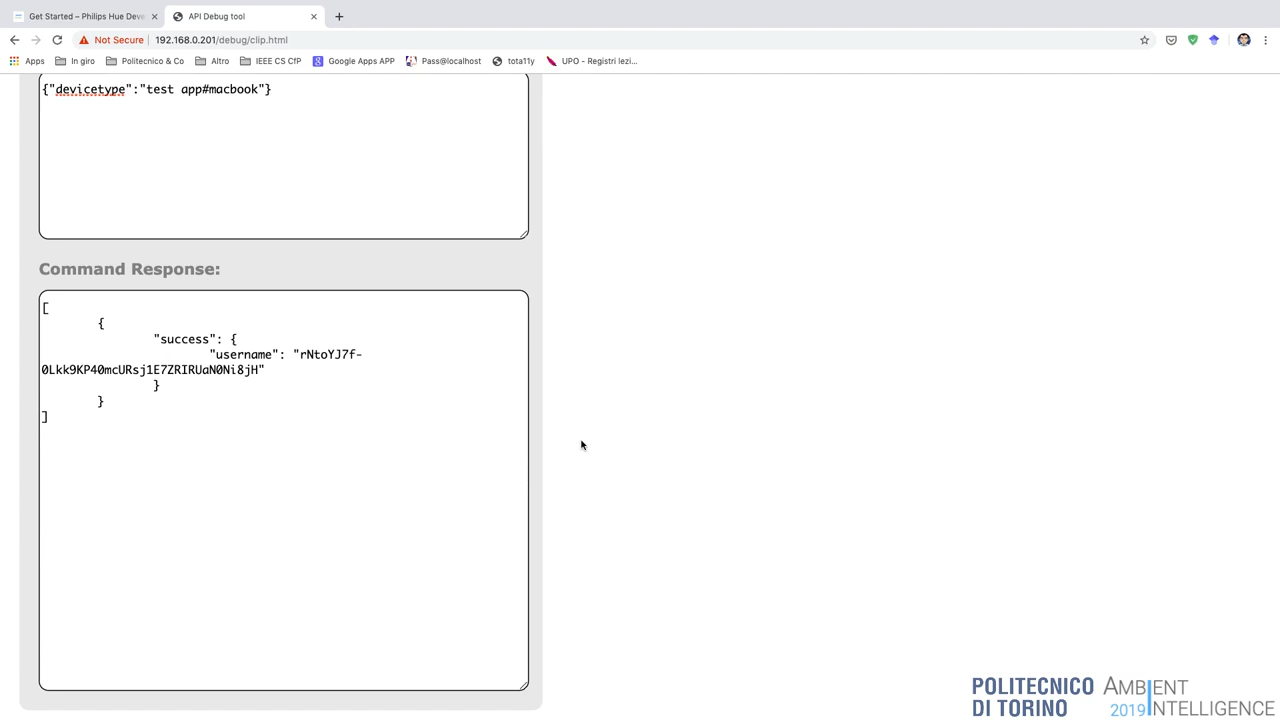 Get Started – Philips Hue Deve
API Debug tool
Not Secure
192.168.0.201/debug/clip.html
Apps
In giro
Politecnico & Co
Altro
IEEE CS CfP
Google Apps APP
Pass@localhost
tota11y
UPO - Registri lezi...
{"devicetype":"test app#macbook"}
Command Response:
[
{
"success": {
"username": "rNtoYJ7f-
0Lkk9KP40mcURsj1E7ZRIRUaN0Ni8jH"
}
}
]
POLITECNICO
DI TORINO
AMBIENT
2019 INTELLIGENCE